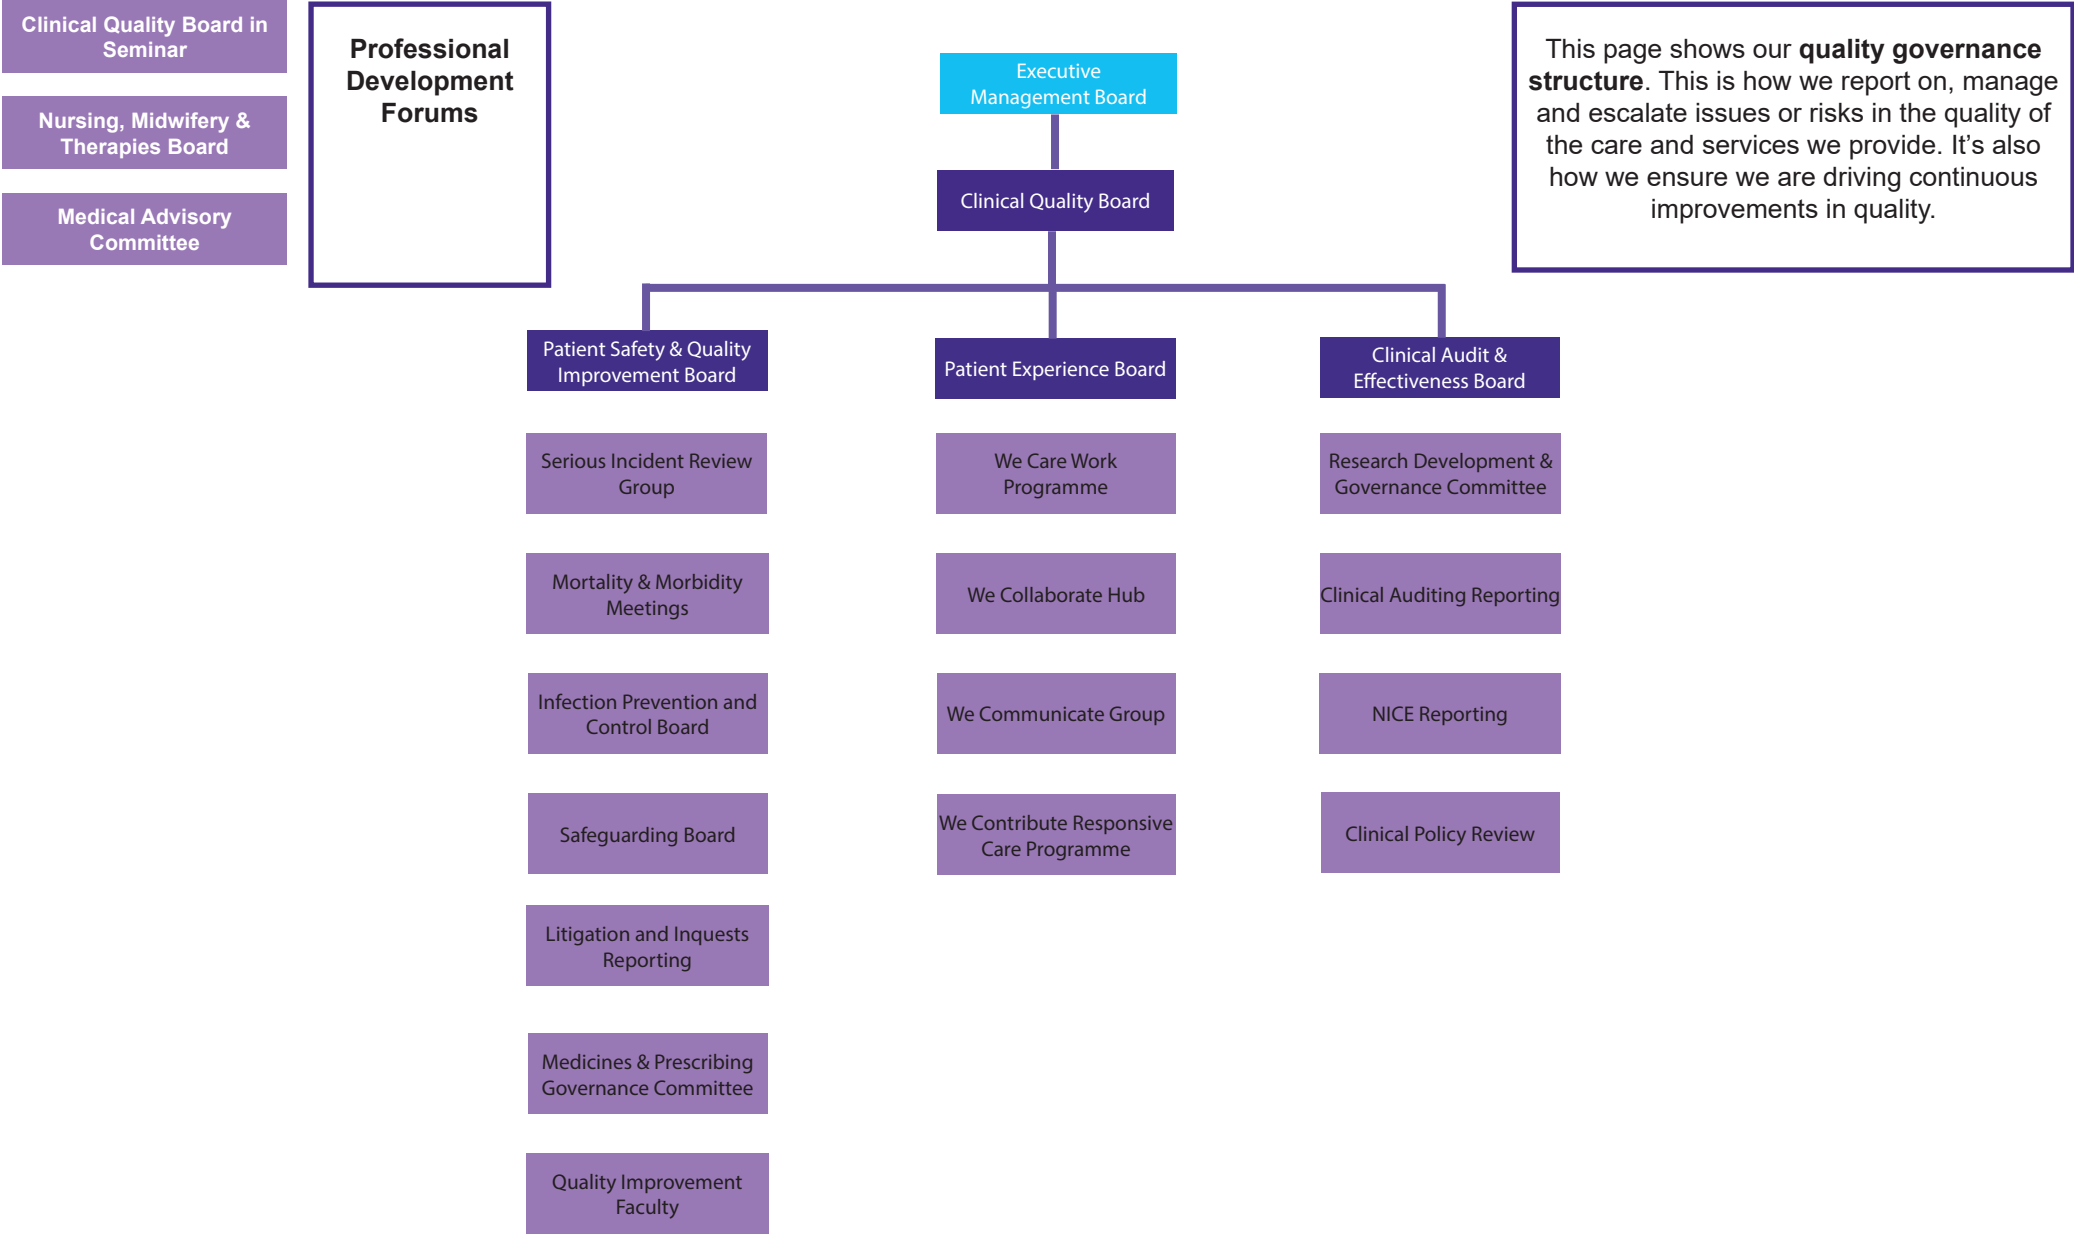 Clinical Quality Board in
Seminar
Nursing, Midwifery &
Therapies Board
Medical Advisory
Committee
Professional
Development
Forums
Executive
Management Board
Clinical Quality Board
This page shows our quality governance
structure. This is how we report on, manage
and escalate issues or risks in the quality of
the care and services we provide. It’s also
how we ensure we are driving continuous
improvements in quality.
Patient Safety & Quality
Improvement Board
Serious Incident Review
Group
Mortality & Morbidity
Meetings
Infection Prevention and
Control Board
Safeguarding Board
Litigation and Inquests
Reporting
Medicines & Prescribing
Governance Committee
Quality Improvement
Faculty
Patient Experience Board
We Care Work
Programme
We Collaborate Hub
We Communicate Group
We Contribute Responsive
Care Programme
Clinical Audit &
Effectiveness Board
Research Development &
Governance Committee
Clinical Auditing Reporting
NICE Reporting
Clinical Policy Review